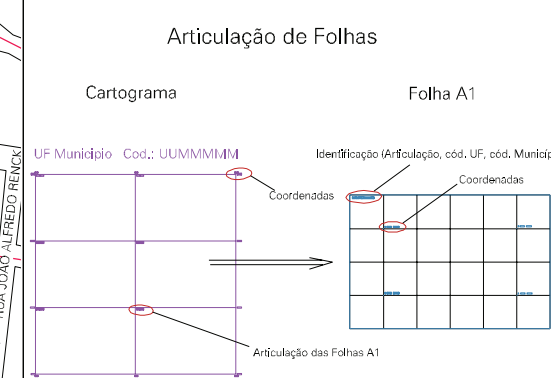 Articulação de Folhas
Cartograma
Folha A1
UF Municipio Cod.: UUMMMMM
Identificação (Articulação, cód. UF, cód. Municíp
Coordenadas
Coordenadas
Articulação das Folhas A1
RUA JOÃO ALFREDO RENCK